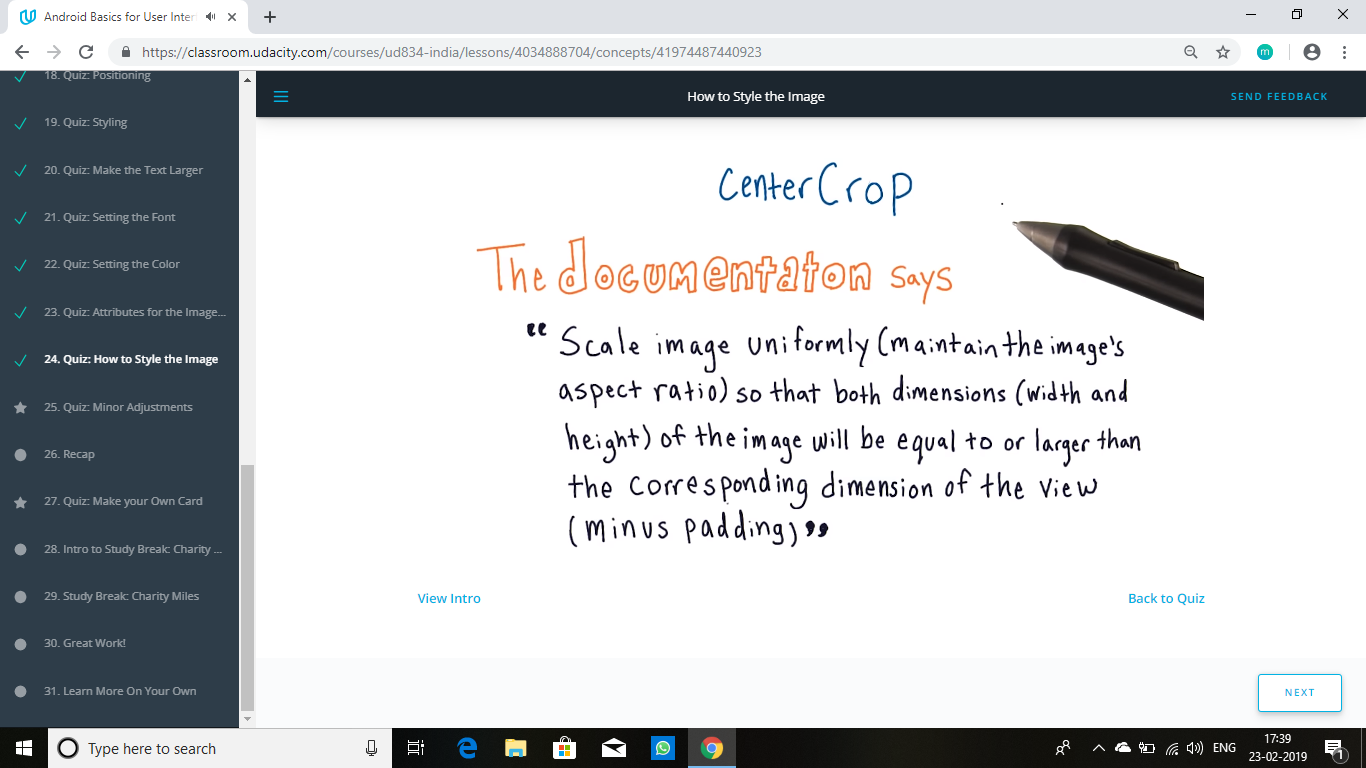 Android Basics for User Inter
https://classroom.udacity.com/courses/ud834-india/lessons/4034888704/concepts/41974487440923
m
18. Quiz: Positioning
19. Quiz: Styling
20. Quiz: Make the Text Larger
21. Quiz: Setting the Font
22. Quiz: Setting the Color
23. Quiz: Attributes for the Image...
24. Quiz: How to Style the Image
25. Quiz: Minor Adjustments
26. Recap
27. Quiz: Make your Own Card
28. Intro to Study Break: Charity ...
29. Study Break: Charity Miles
30. Great Work!
31. Learn More On Your Own
How to Style the Image
SEND FEEDBACK
CenterCrop
The documentaton says
“Scale image uniformly (maintain the image's
aspect ratio) so that both dimensions (width and
height) of the image will be equal to or larger than
the corresponding dimension of the view
(minus padding)”
View Intro
Back to Quiz
NEXT
Type here to search
ENG
17:39
23-02-2019
1